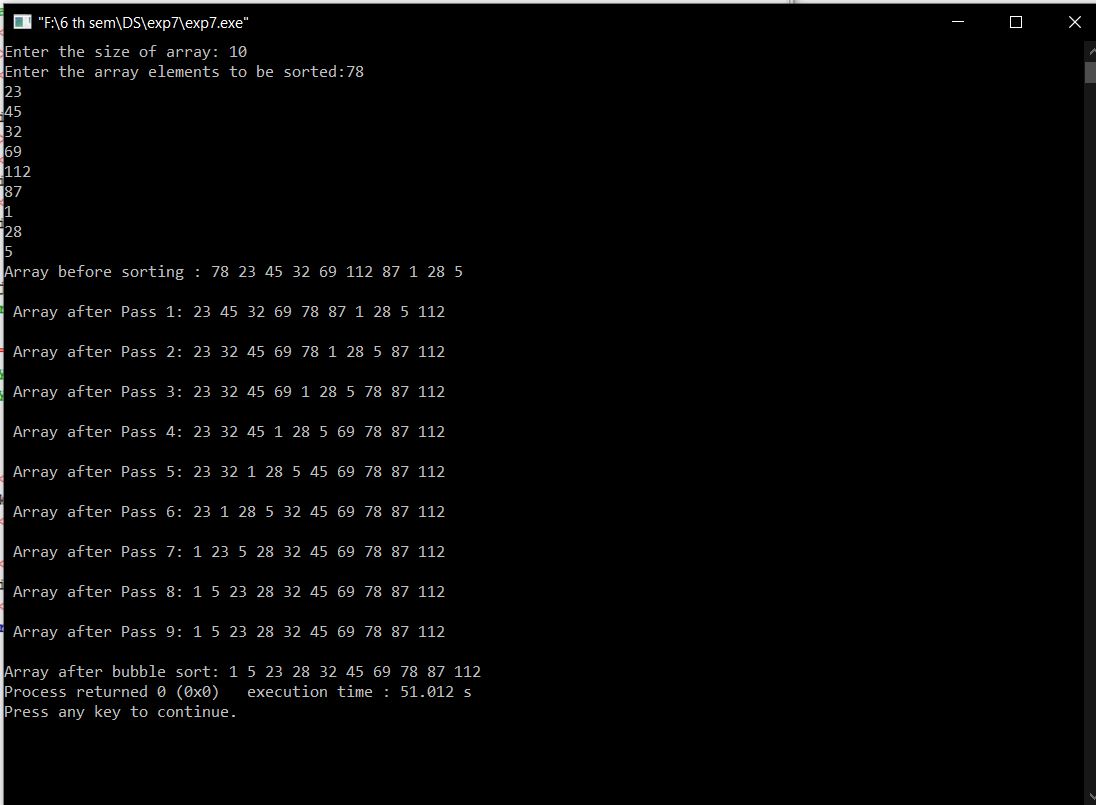 "F:\6 th sem\DS\exp7\exp7.exe"
Enter the size of array: 10
Enter the array elements to be sorted:78
23
45
32
69
112
87
1
28
5
Array before sorting : 78 23 45 32 69 112 87 1 28 5
Array after Pass 1: 23 45 32 69 78 87 1 28 5 112
Array after Pass 2: 23 32 45 69 78 1 28 5 87 112
Array after Pass 3: 23 32 45 69 1 28 5 78 87 112
Array after Pass 4: 23 32 45 1 28 5 69 78 87 112
Array after Pass 5: 23 32 1 28 5 45 69 78 87 112
Array after Pass 6: 23 1 28 5 32 45 69 78 87 112
Array after Pass 7: 1 23 5 28 32 45 69 78 87 112
Array after Pass 8: 1 5 23 28 32 45 69 78 87 112
Array after Pass 9: 1 5 23 28 32 45 69 78 87 112
Array after bubble sort: 1 5 23 28 32 45 69 78 87 112
Process returned 0 (0x0)   execution time : 51.012 s
Press any key to continue.